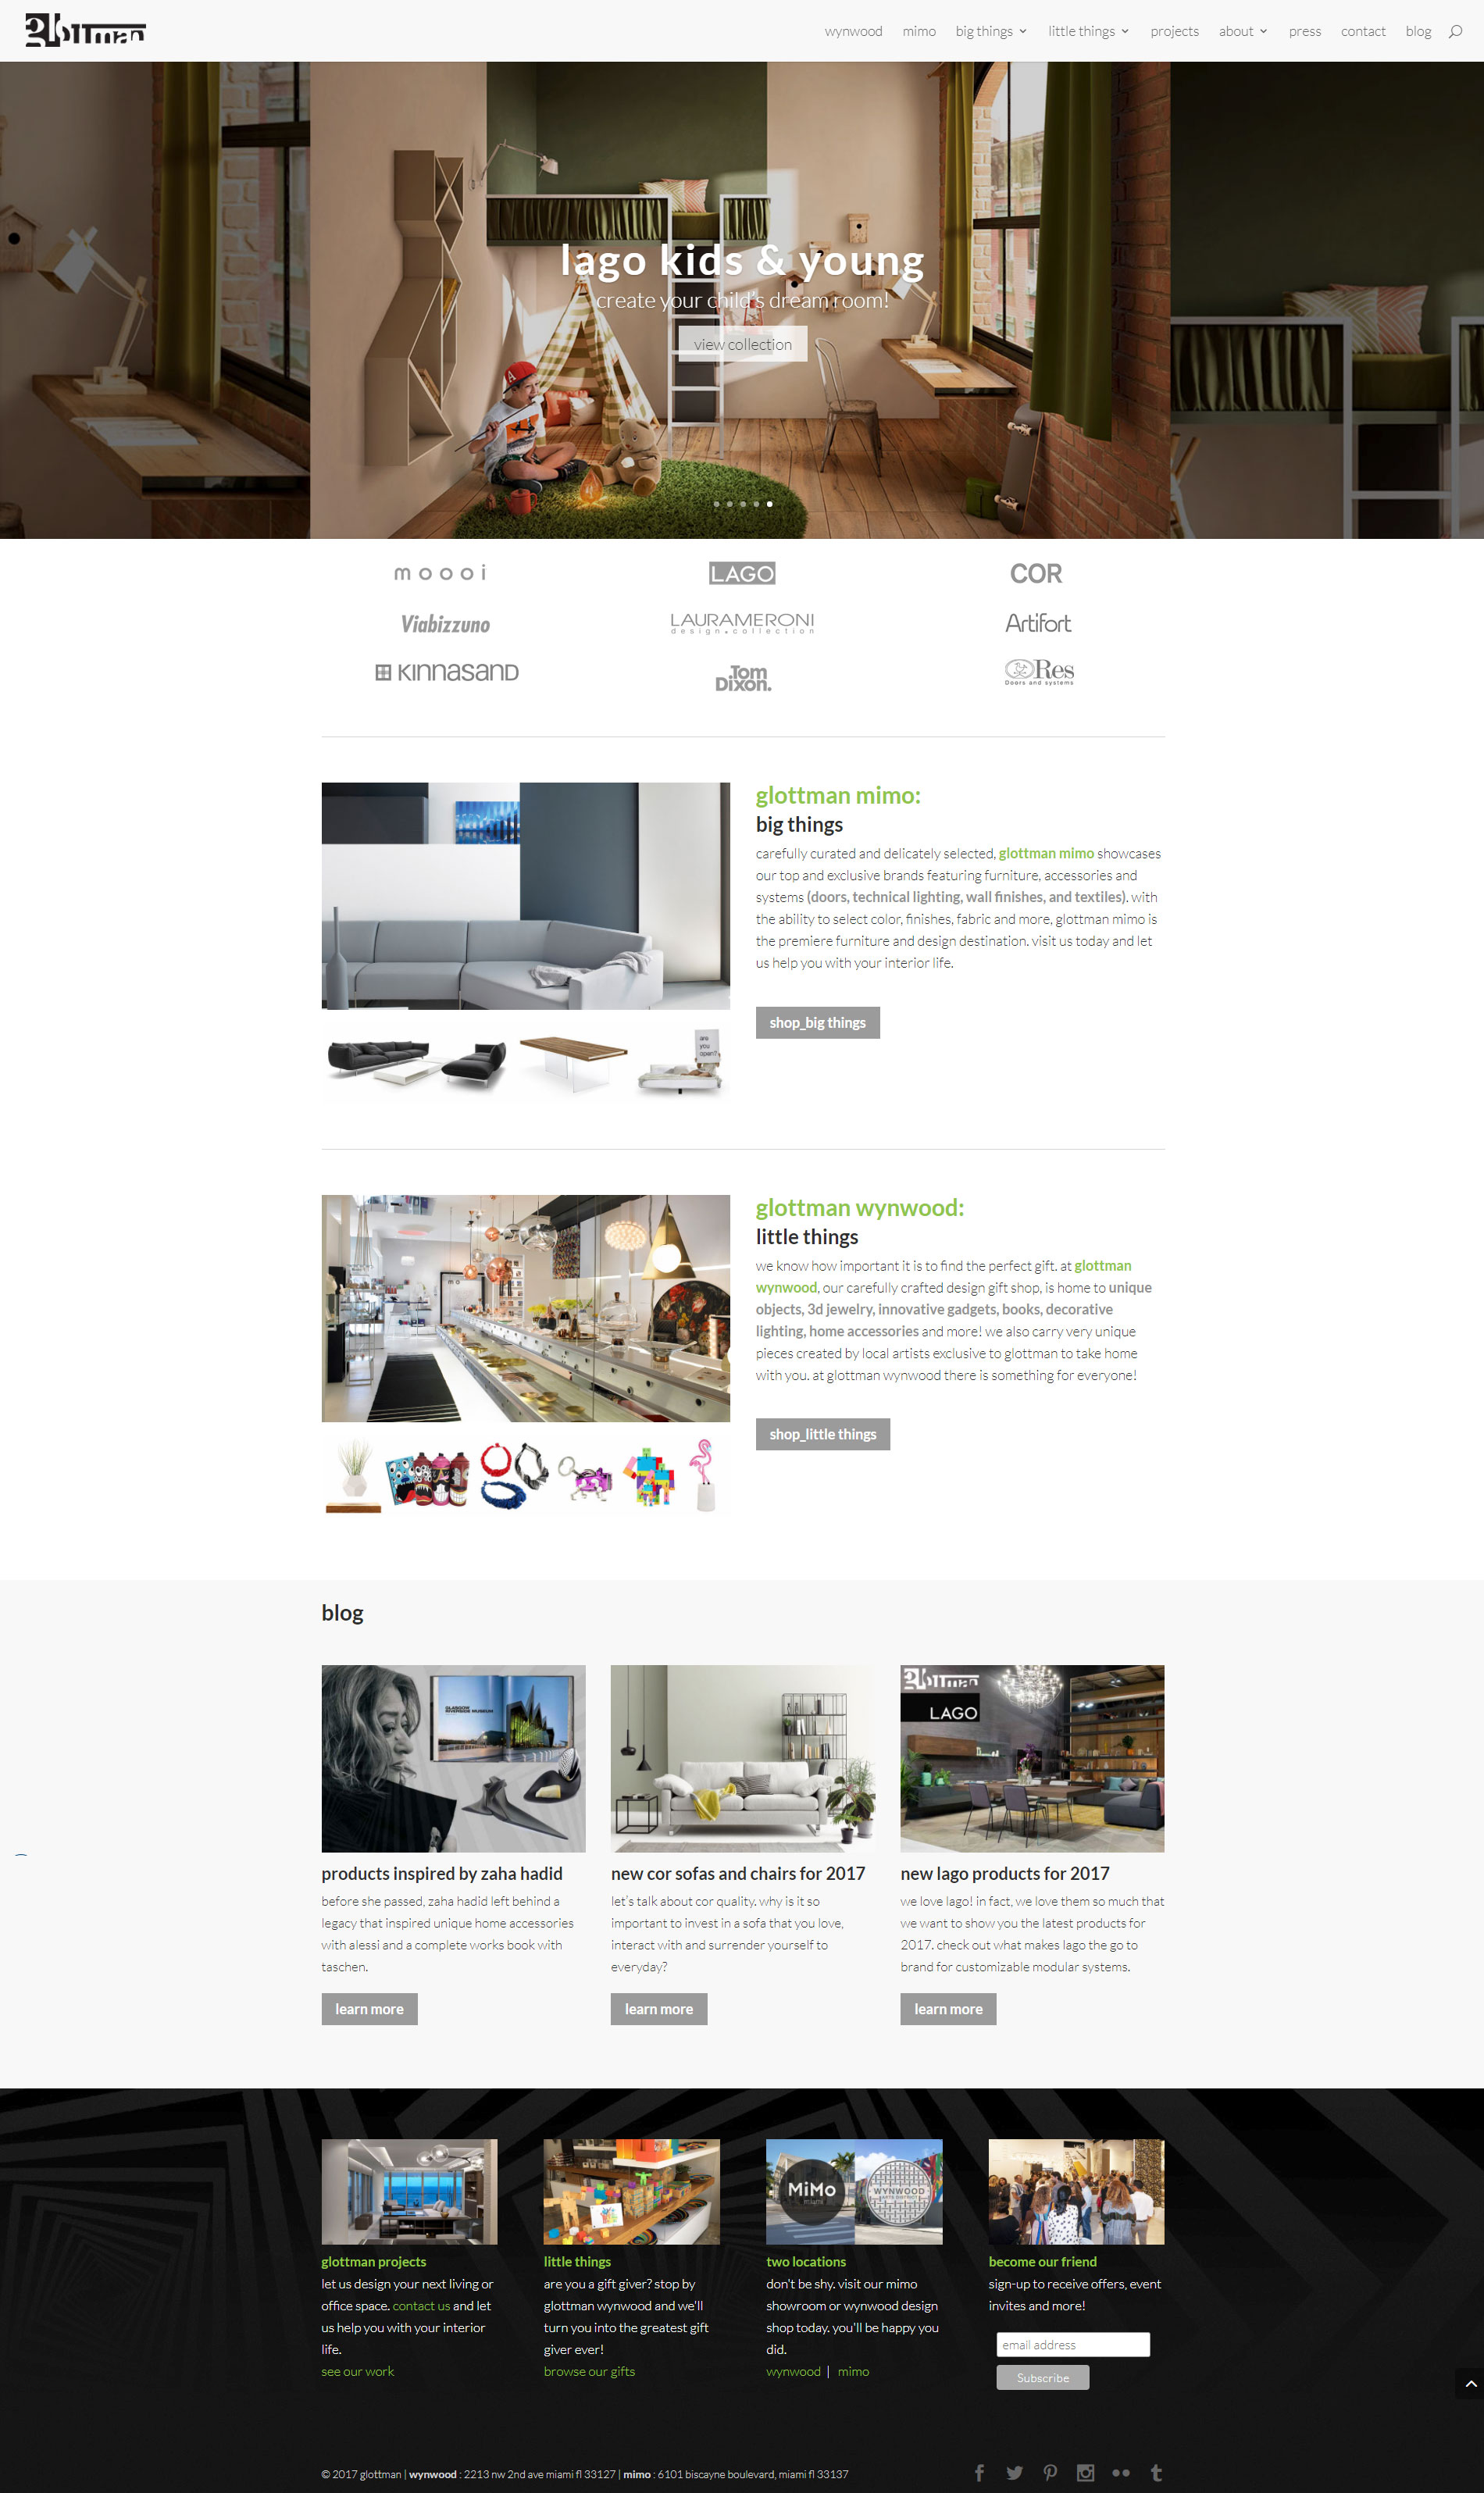 glottman
wynwood mimo big things little things projects about press contact blog
lago kids & young
create your child's dream room!
view collection
moooi LAGO COR
Viabizzuno LAURAMERONI Artifort
design.collection
KINNASAND Tom Dixon. Res
Doors and systems
glottman mimo:
big things
carefully curated and delicately selected, glottman mimo showcases
our top and exclusive brands featuring furniture, accessories and
systems (doors, technical lighting, wall finishes, and textiles). with
the ability to select color, finishes, fabric and more, glottman mimo is
the premiere furniture and design destination. visit us today and let
us help you with your interior life.
shop_big things
are
you
open?
glottman wynwood:
little things
we know how important it is to find the perfect gift. at glottman
wynwood, our carefully crafted design gift shop, is home to unique
objects, 3d jewelry, innovative gadgets, books, decorative
lighting, home accessories and more! we also carry very unique
pieces created by local artists exclusive to glottman to take home
with you. at glottman wynwood there is something for everyone!
shop_little things
blog
GLASGOW
RIVERSIDE MUSEUM
glottman
LAGO
products inspired by zaha hadid
before she passed, zaha hadid left behind a
legacy that inspired unique home accessories
with alessi and a complete works book with
taschen.
learn more
new cor sofas and chairs for 2017
let's talk about cor quality. why is it so
important to invest in a sofa that you love,
interact with and surrender yourself to
everyday?
learn more
new lago products for 2017
we love lago! in fact, we love them so much that
we want to show you the latest products for
2017. check out what makes lago the go to
brand for customizable modular systems.
learn more
MiMo
miami
WYNWOOD
glottman projects
let us design your next living or
office space. contact us and let
us help you with your interior
life.
see our work
little things
are you a gift giver? stop by
glottman wynwood and we'll
turn you into the greatest gift
giver ever!
browse our gifts
two locations
don't be shy. visit our mimo
showroom or wynwood design
shop today. you'll be happy you
did.
wynwood | mimo
become our friend
sign-up to receive offers, event
invites and more!
email address
Subscribe
© 2017 glottman | wynwood : 2213 nw 2nd ave miami fl 33127 | mimo : 6101 biscayne boulevard, miami fl 33137